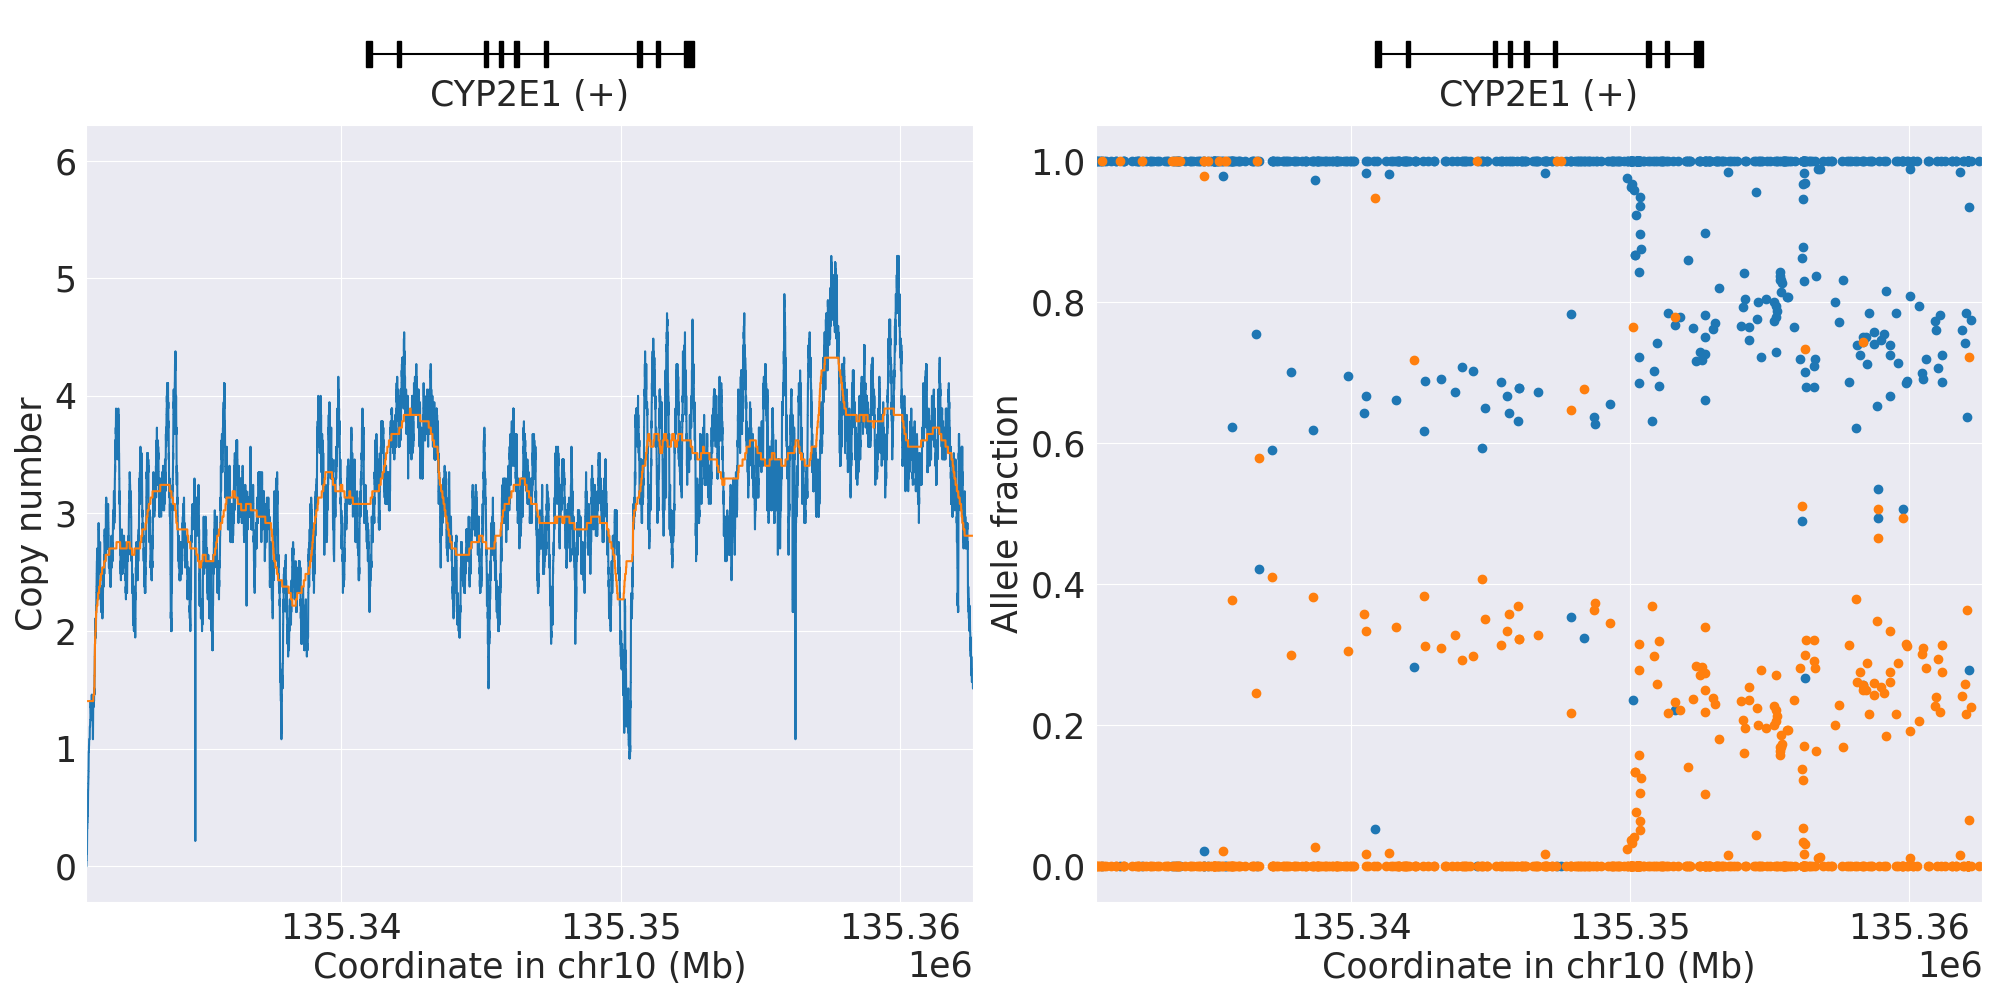 CYP2E1 (+)
6
5
4
3
2
1
0
Copy number
135.34 135.35 135.36
Coordinate in chr10 (Mb)
1e6
CYP2E1 (+)
1.0
0.8
0.6
0.4
0.2
0.0
Allele fraction
135.34 135.35 135.36
Coordinate in chr10 (Mb)
1e6